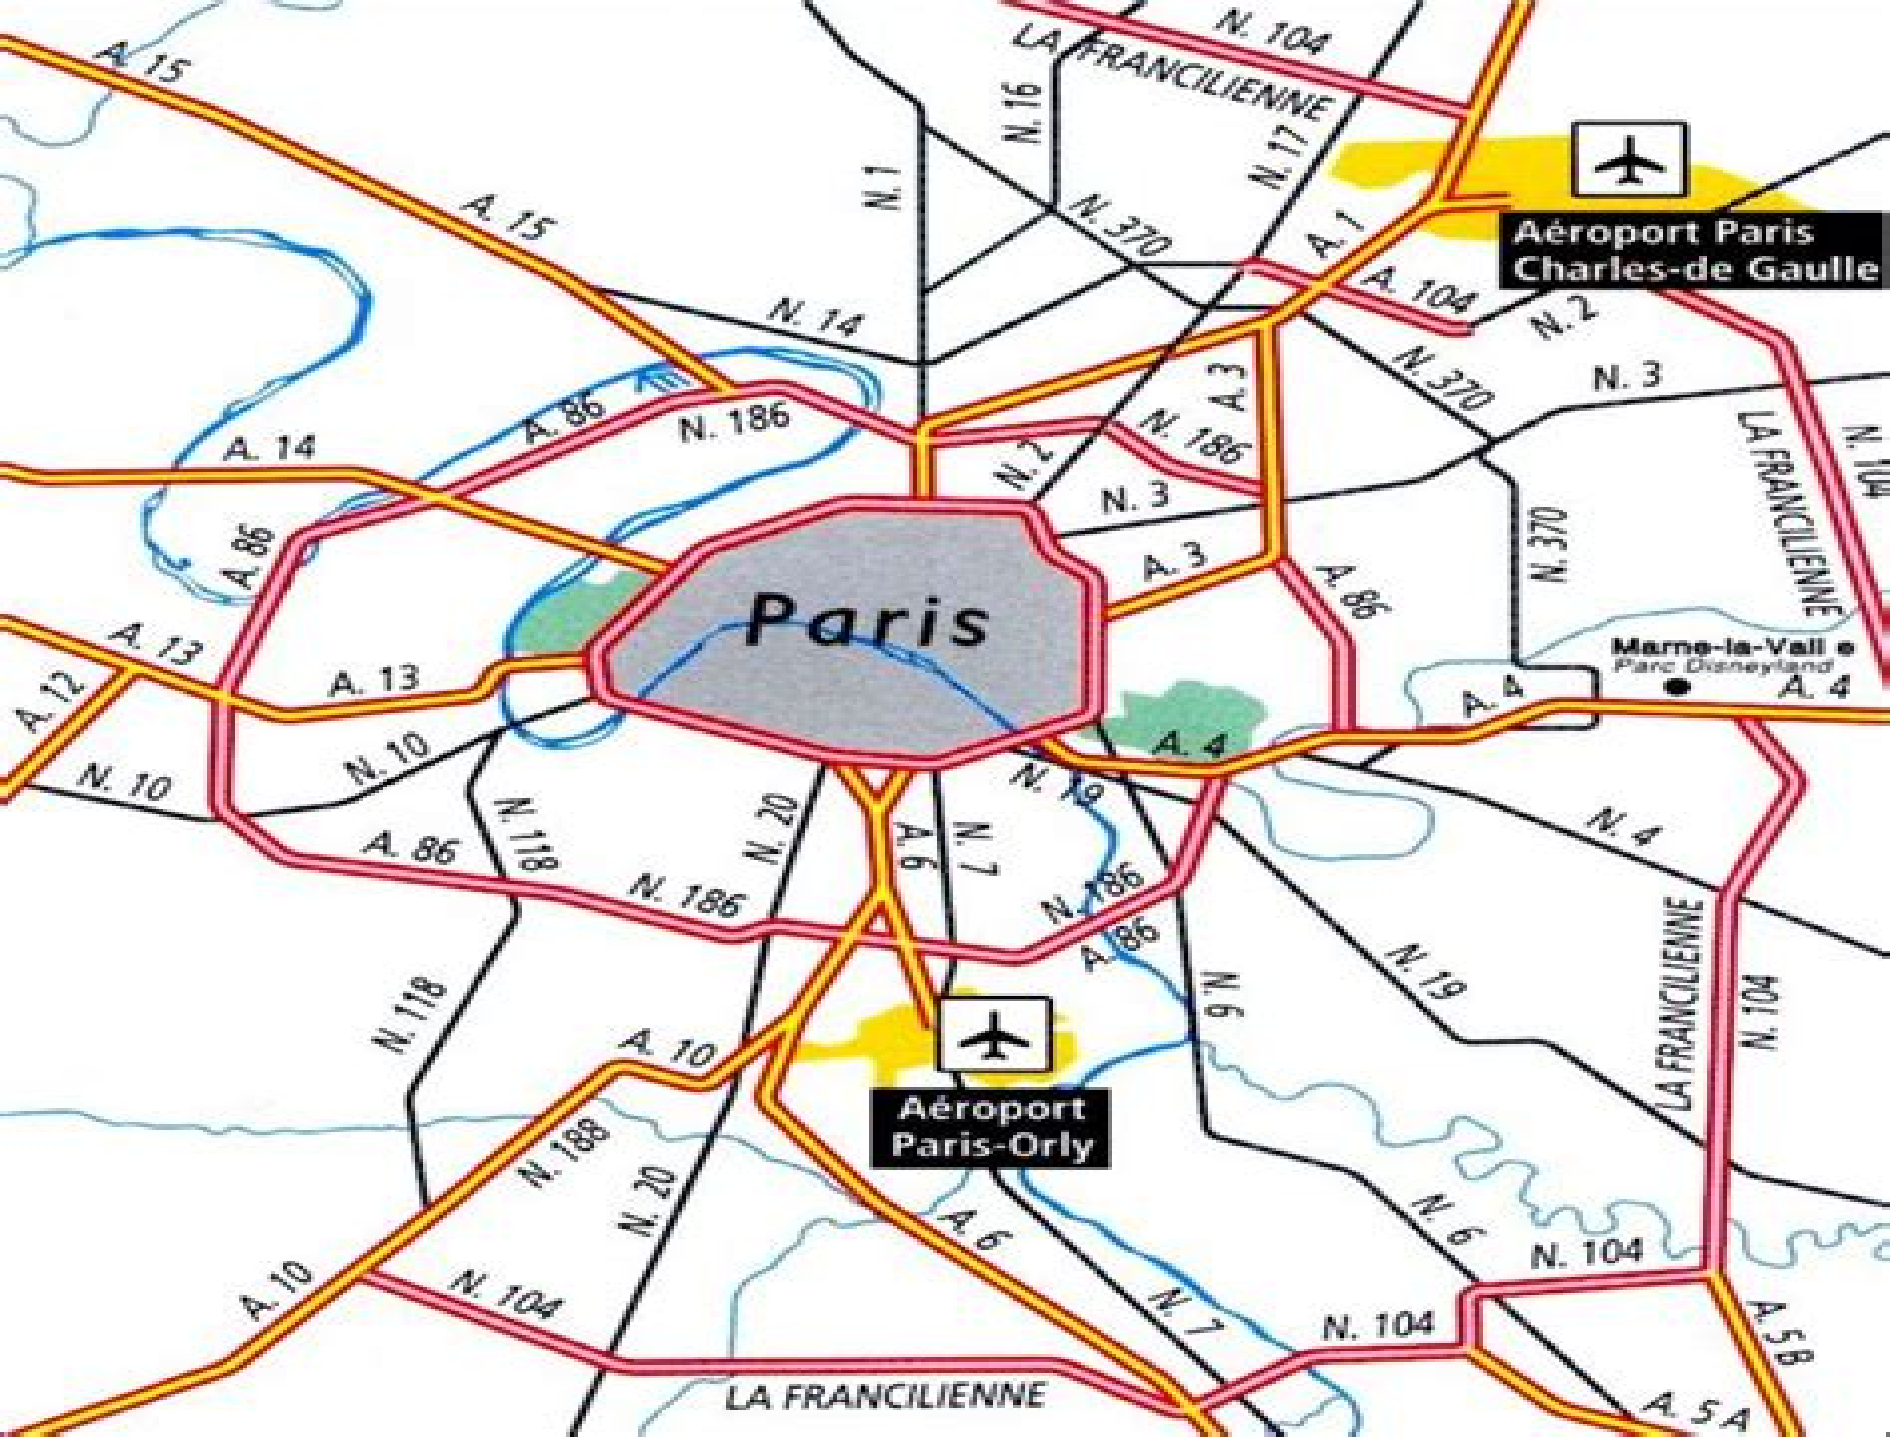 N. 104
LA FRANCILIENNE
A. 15
N. 16
N. 17
N. 1
A. 15
N. 370
A. 1
Aéroport Paris
Charles-de Gaulle
A. 104
N. 2
N. 14
A. 3
N. 370
N. 3
A. 86
N. 186
N. 186
N. 2
A. 14
LA FRANCILIENNE
N. 104
N. 3
A. 86
N. 370
A. 3
A. 86
Paris
A. 13
Marne-la-Vall e
Parc Disneyland
A. 12
A. 13
A. 4
A. 4
N. 10
N. 10
A. 4
N. 19
N. 118
N. 20
A. 6
N. 7
N. 4
A. 86
N. 186
N. 186
A. 86
LA FRANCILIENNE
N. 104
N. 19
N. 6
N. 118
A. 10
Aéroport
Paris-Orly
N. 188
N. 20
A. 6
N. 6
N. 104
A. 10
N. 104
N. 7
N. 104
A. 5B
LA FRANCILIENNE
A. 5A